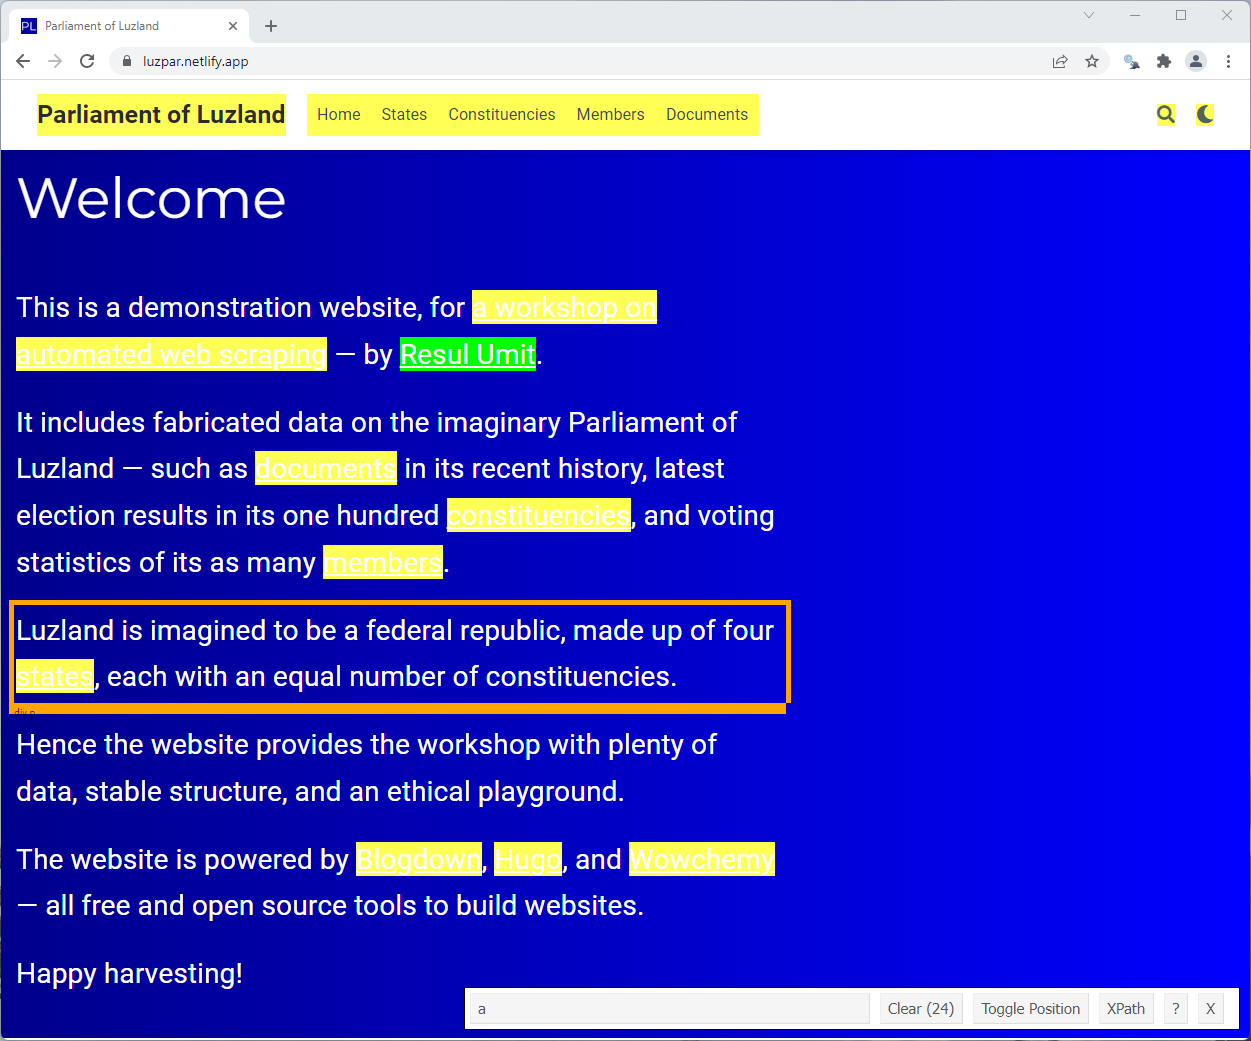 PL Parliament of Luzland
luzpar.netlify.app
Parliament of Luzland Home States Constituencies Members Documents
Welcome
This is a demonstration website, for a workshop on
automated web scraping — by Resul Umit.
It includes fabricated data on the imaginary Parliament of
Luzland — such as documents in its recent history, latest
election results in its one hundred constituencies, and voting
statistics of its as many members.
Luzland is imagined to be a federal republic, made up of four
states, each with an equal number of constituencies.
div p
Hence the website provides the workshop with plenty of
data, stable structure, and an ethical playground.
The website is powered by Blogdown, Hugo, and Wowchemy
— all free and open source tools to build websites.
Happy harvesting!
a Clear (24) Toggle Position XPath ? X